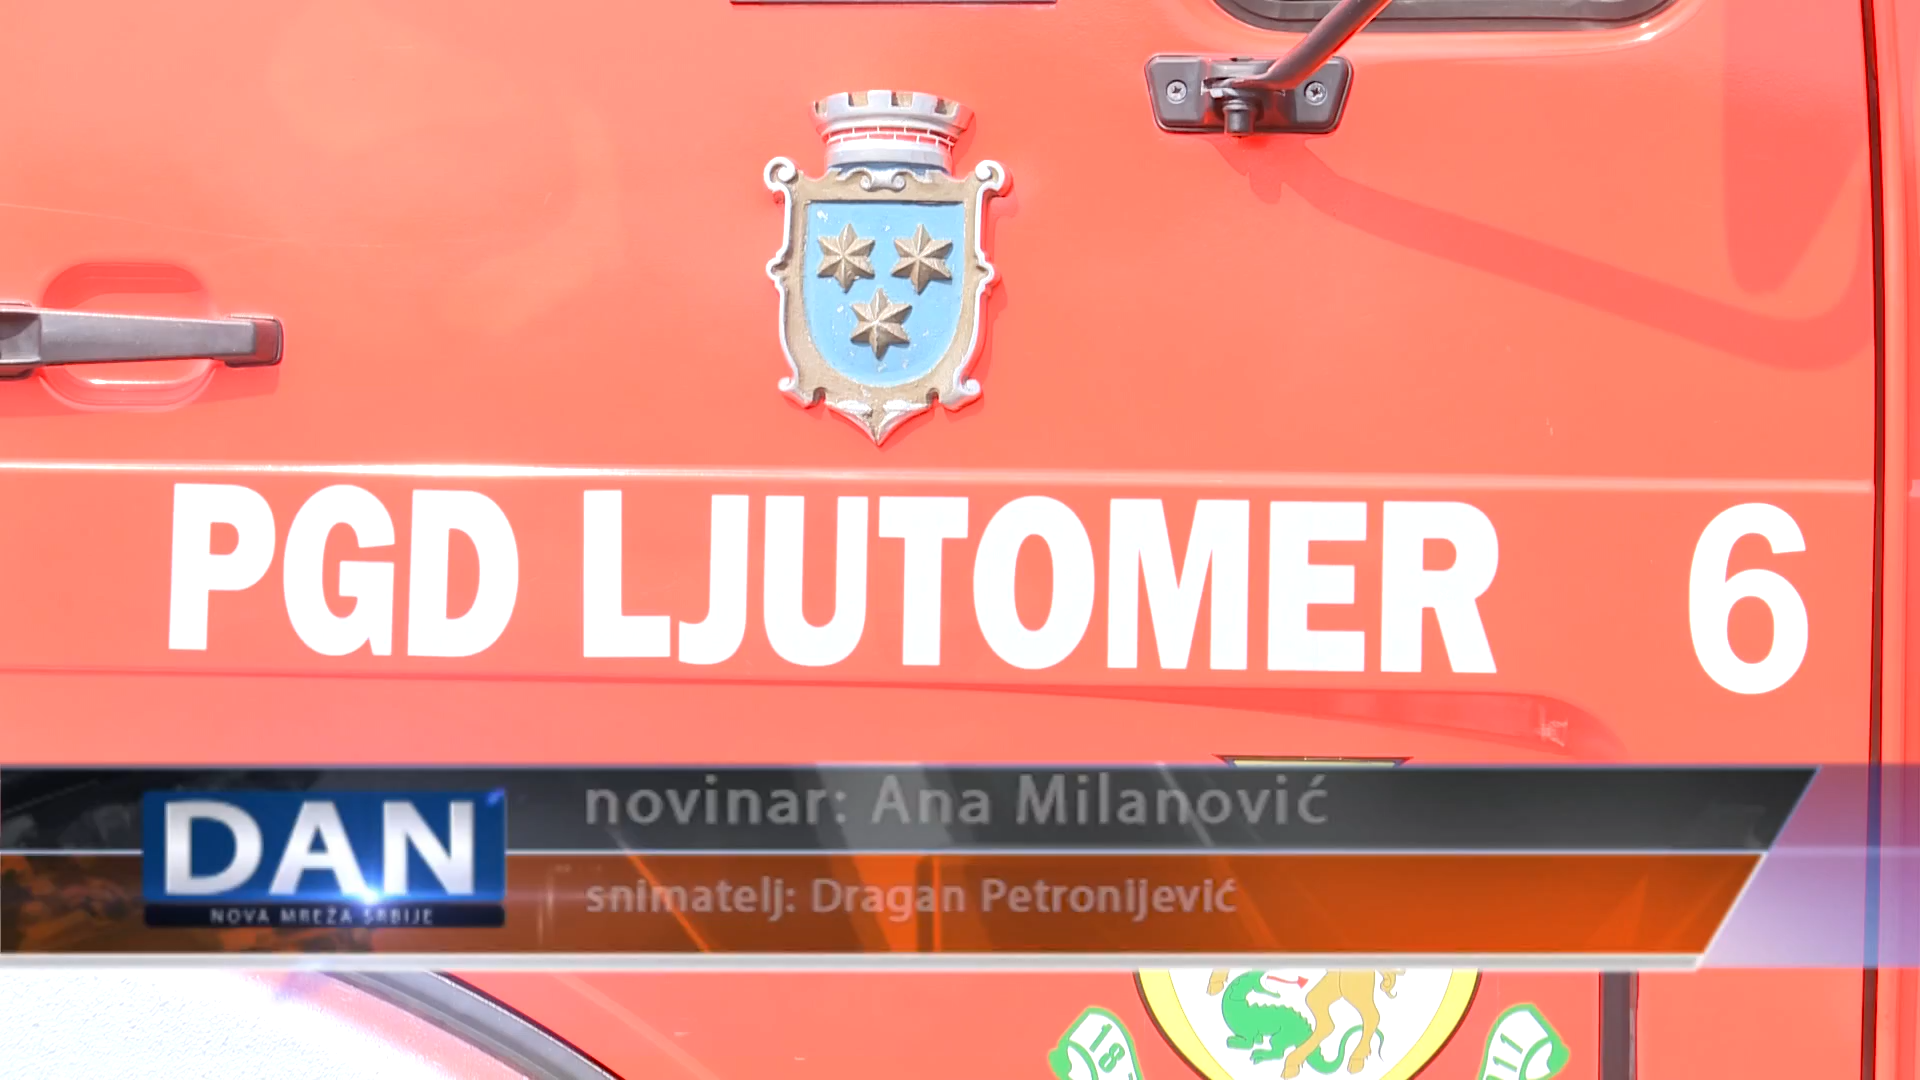 PGD LJUTOMER 6
novinar: Ana Milanović
DAN
snimatelj: Dragan Petronijević
NOVA MREŽA SRBIJE